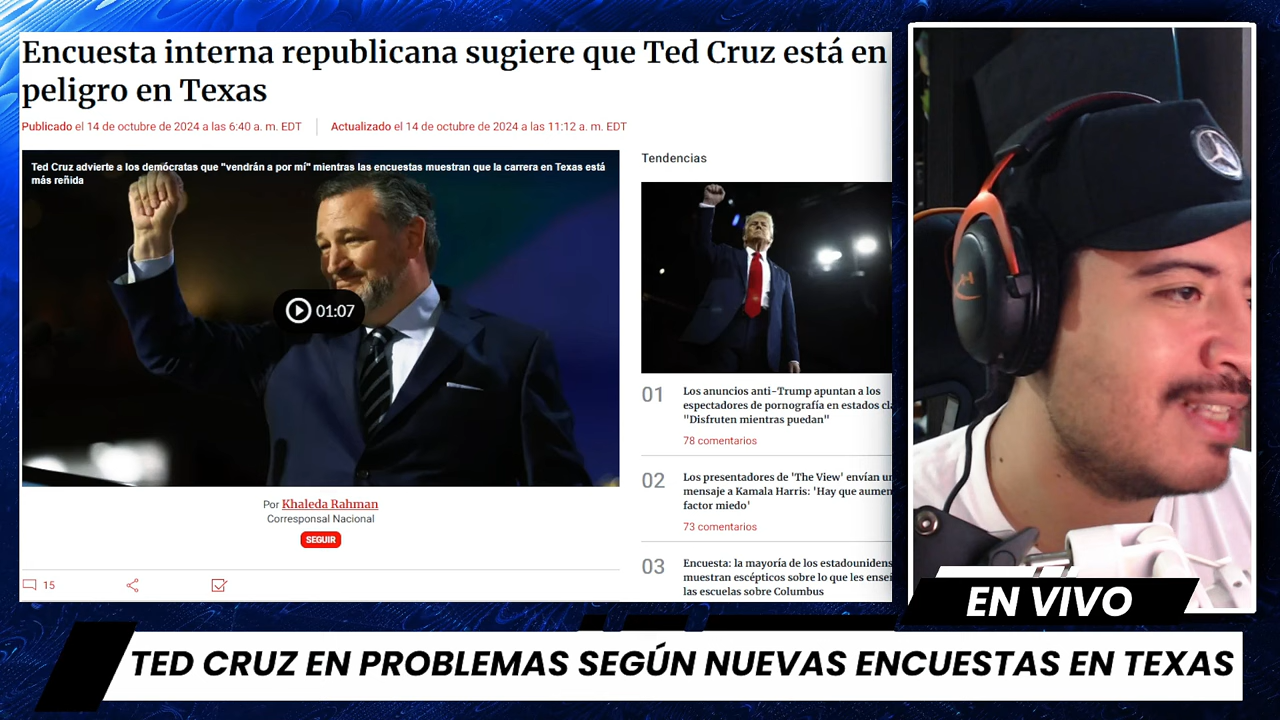 Encuesta interna republicana sugiere que Ted Cruz está en
peligro en Texas
Publicado el 14 de octubre de 2024 a las 6:40 a. m. EDT
Actualizado el 14 de octubre de 2024 a las 11:12 a. m. EDT
Ted Cruz advierte a los demócratas que "vendrán a por mí" mientras las encuestas muestran que la carrera en Texas está
más reñida
01:07
Por Khaleda Rahman
Corresponsal Nacional
SEGUIR
15
Tendencias
01
Los anuncios anti-Trump apuntan a los
espectadores de pornografía en estados
"Disfruten mientras puedan"
78 comentarios
02
Los presentadores de 'The View' envían
mensaje a Kamala Harris: 'Hay que
factor miedo'
73 comentarios
03
Encuesta: la mayoría de los
muestran escépticos sobre lo que les
las escuelas sobre Columbus
EN VIVO
TED CRUZ EN PROBLEMAS SEGÚN NUEVAS ENCUESTAS EN TEXAS